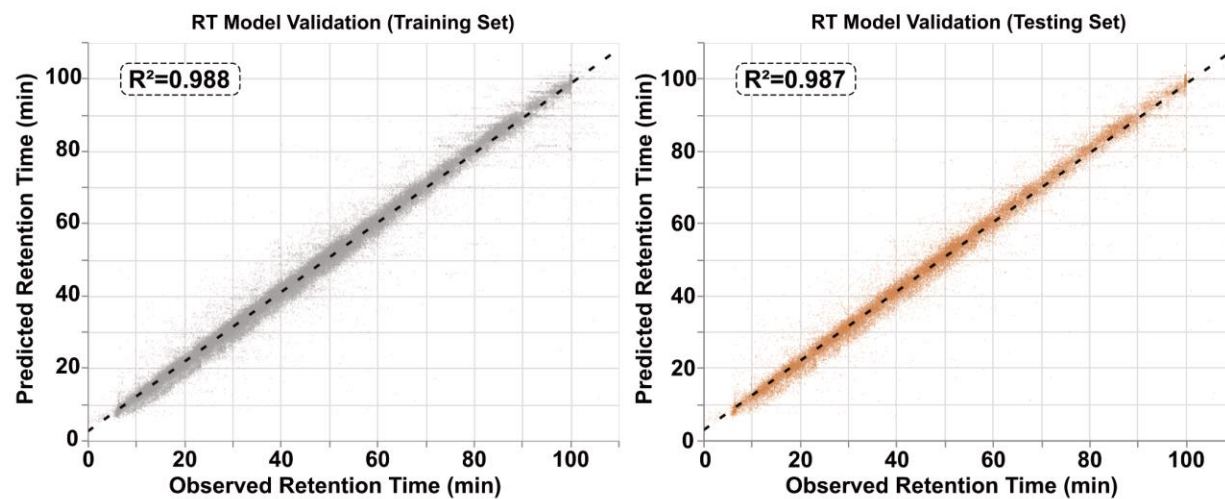 RT Model Validation (Training Set)
R²=0.988
Predicted Retention Time (min)
100
80
60
40
20
0
0 20 40 60 80 100
Observed Retention Time (min)
RT Model Validation (Testing Set)
R²=0.987
Predicted Retention Time (min)
100
80
60
40
20
0
0 20 40 60 80 100
Observed Retention Time (min)